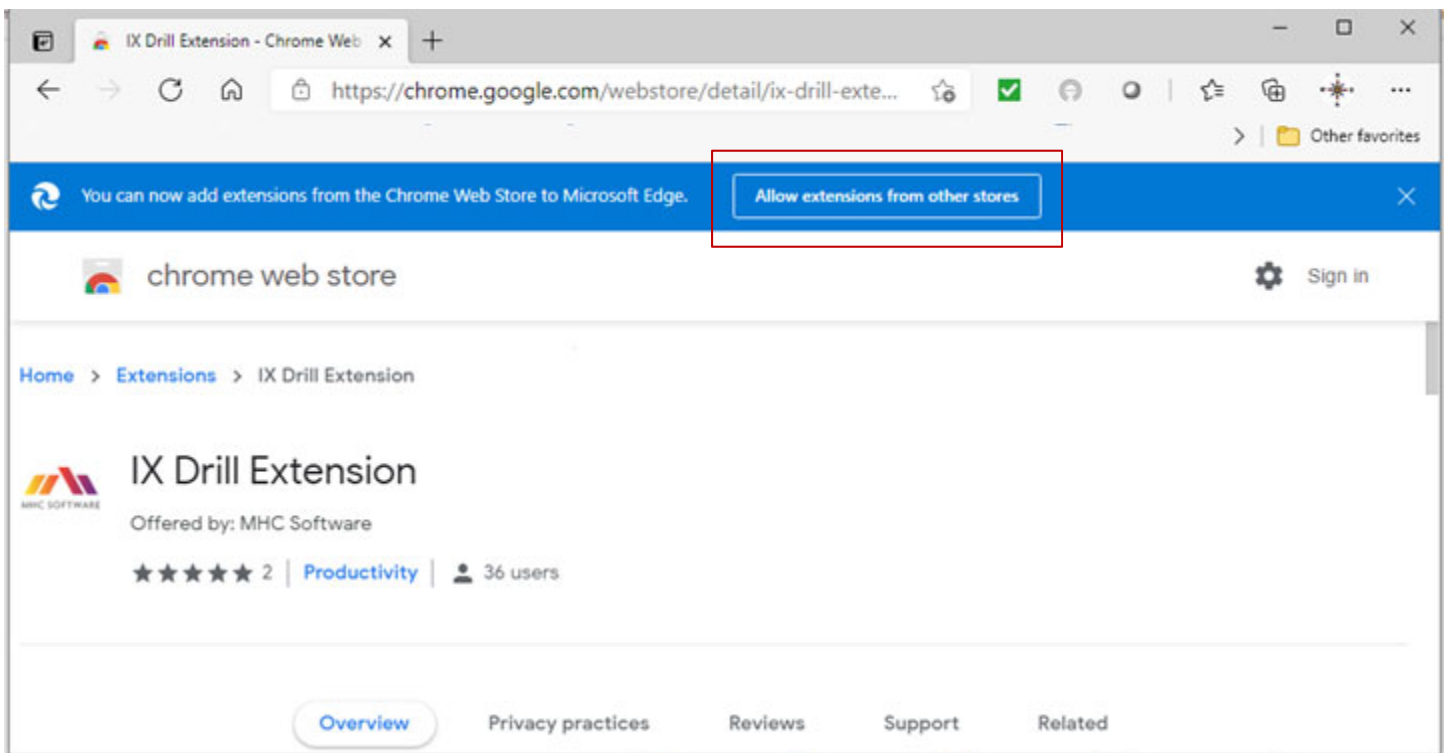 IX Drill Extension - Chrome Web
https://chrome.google.com/webstore/detail/ix-drill-exte...
Other favorites
You can now add extensions from the Chrome Web Store to Microsoft Edge.
Allow extensions from other stores
chrome web store
Sign in
Home > Extensions > IX Drill Extension
IX Drill Extension
MHC SOFTWARE
Offered by: MHC Software
★★★★★ 2 | Productivity | 36 users
Overview Privacy practices Reviews Support Related